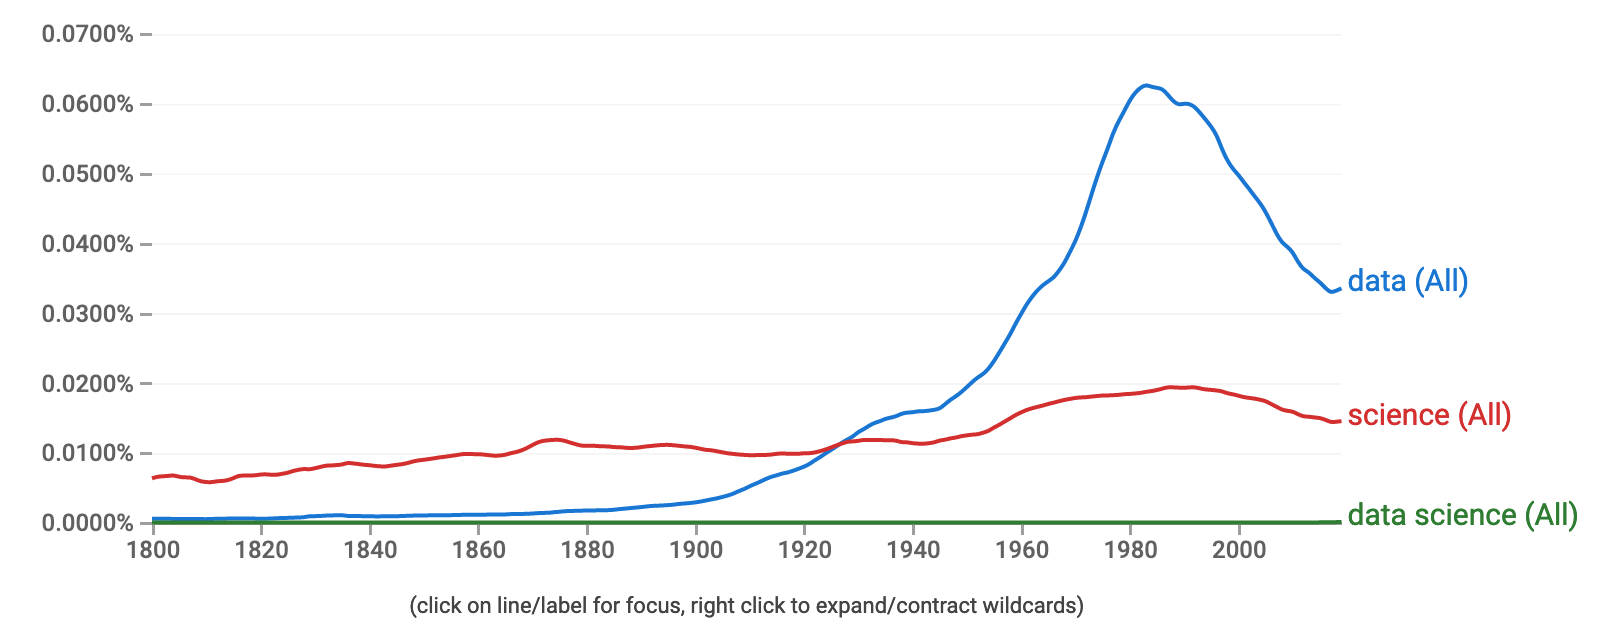 0.0700%
0.0600%
0.0500%
0.0400%
0.0300%
0.0200%
0.0100%
0.0000%
data (All)
science (All)
data science (All)
1800 1820 1840 1860 1880 1900 1920 1940 1960 1980 2000
(click on line/label for focus, right click to expand/contract wildcards)